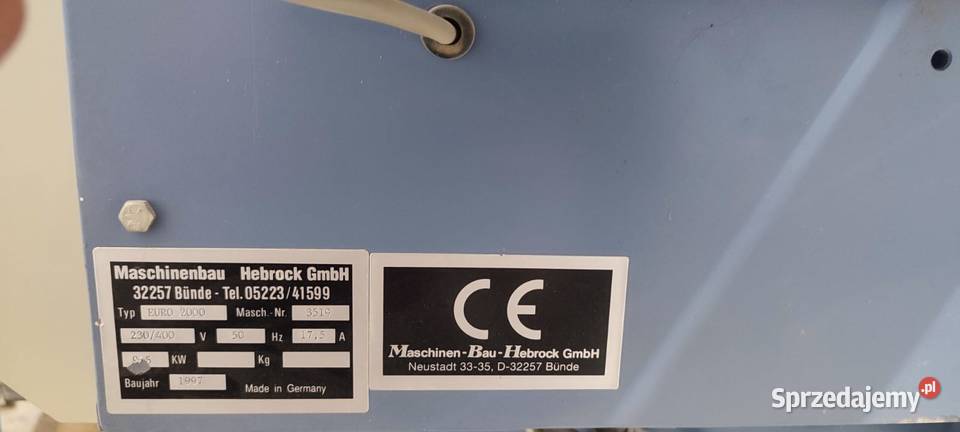 Maschinenbau Hebrock GmbH
32257 Bünde - Tel. 05223/41599
Typ EURO 2000 Masch.-Nr. 3519
230/400 V 50 Hz 17,5 A
KW Kg
Baujahr 1997 Made in Germany
CE
Maschinen-Bau-Hebrock GmbH
Neustadt 33-35, D-32257 Bünde
Sprzedajemy.pl